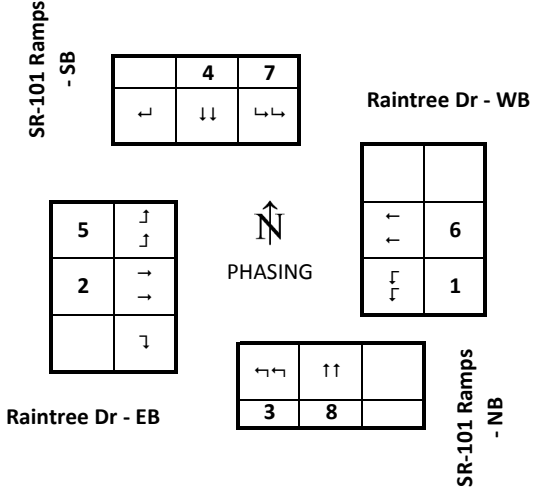 SR-101 Ramps
- SB
4 7
↵ ↓↓ ↳↳
Raintree Dr - WB
5 ↥
↥
2 →
→
↴
N
PHASING
←
← 6
↓
↓ 1
↰↰ ↑↑
3 8
Raintree Dr - EB
SR-101 Ramps
- NB